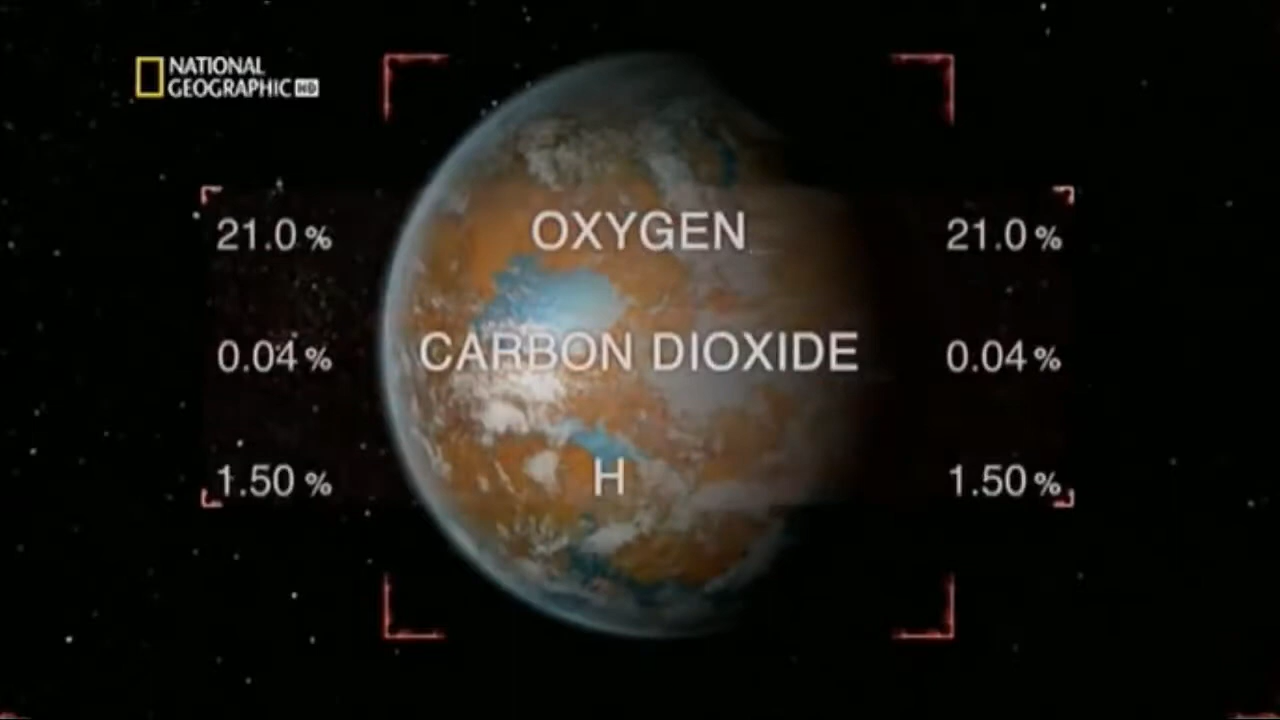 NATIONAL
GEOGRAPHIC HD
21.0 % OXYGEN 21.0 %
0.04 % CARBON DIOXIDE 0.04 %
1.50 % H 1.50 %